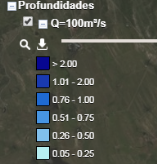 Profundidades
Q=100m³/s
> 2.00
1.01 - 2.00
0.76 - 1.00
0.51 - 0.75
0.26 - 0.50
0.05 - 0.25